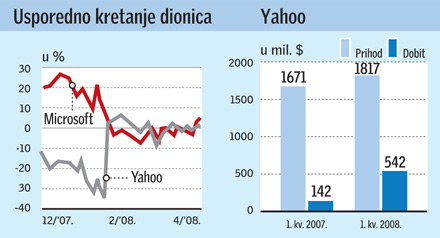 Usporedno kretanje dionica
u %
30
20
10
0
-10
-20
-30
-40
Microsoft
Yahoo
12/'07.
2/'08.
4/'08.
Yahoo
u mil. $
Prihod
Dobit
2000
1500
1000
500
0
1671
142
1817
542
1. kv. 2007.
1. kv. 2008.